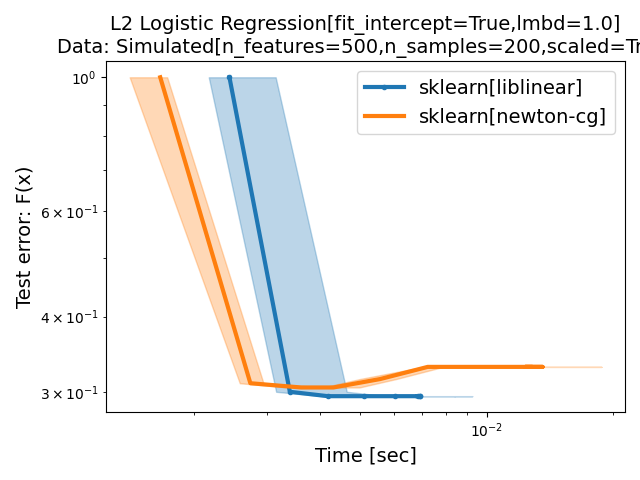 L2 Logistic Regression[fit_intercept=True,lmbd=1.0]
Data: Simulated[n_features=500,n_samples=200,scaled=Tr
sklearn[liblinear]
sklearn[newton-cg]
Test error: F(x)
10⁰
6 × 10⁻¹
4 × 10⁻¹
3 × 10⁻¹
10⁻²
Time [sec]